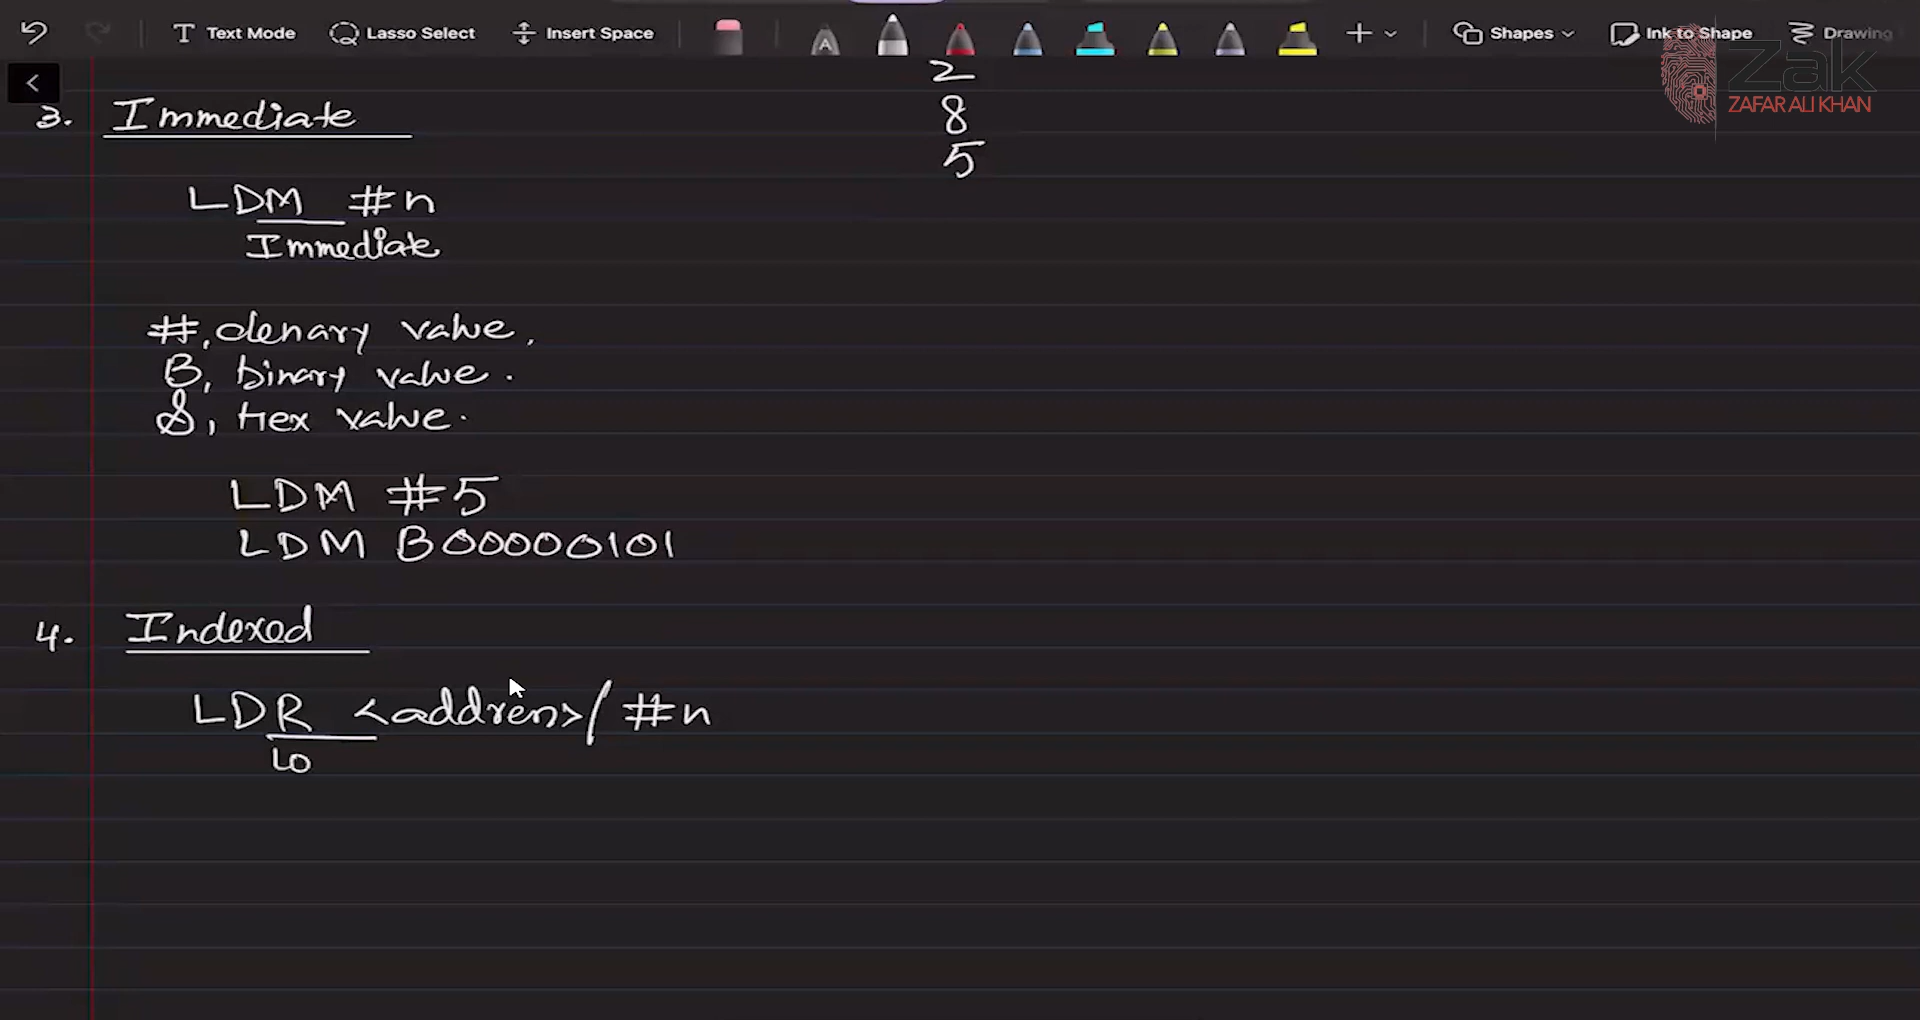 Text Mode Lasso Select Insert Space A Shapes Ink to Shape Drawing
Zak
ZAFAR ALI KHAN
2
8
5
3. Immediate
LDM #n
Immediate
#, denary value,
B, binary value.
&, Hex value.
LDM #5
LDM B00000101
4. Indexed
LDR <address>/#n
Lo